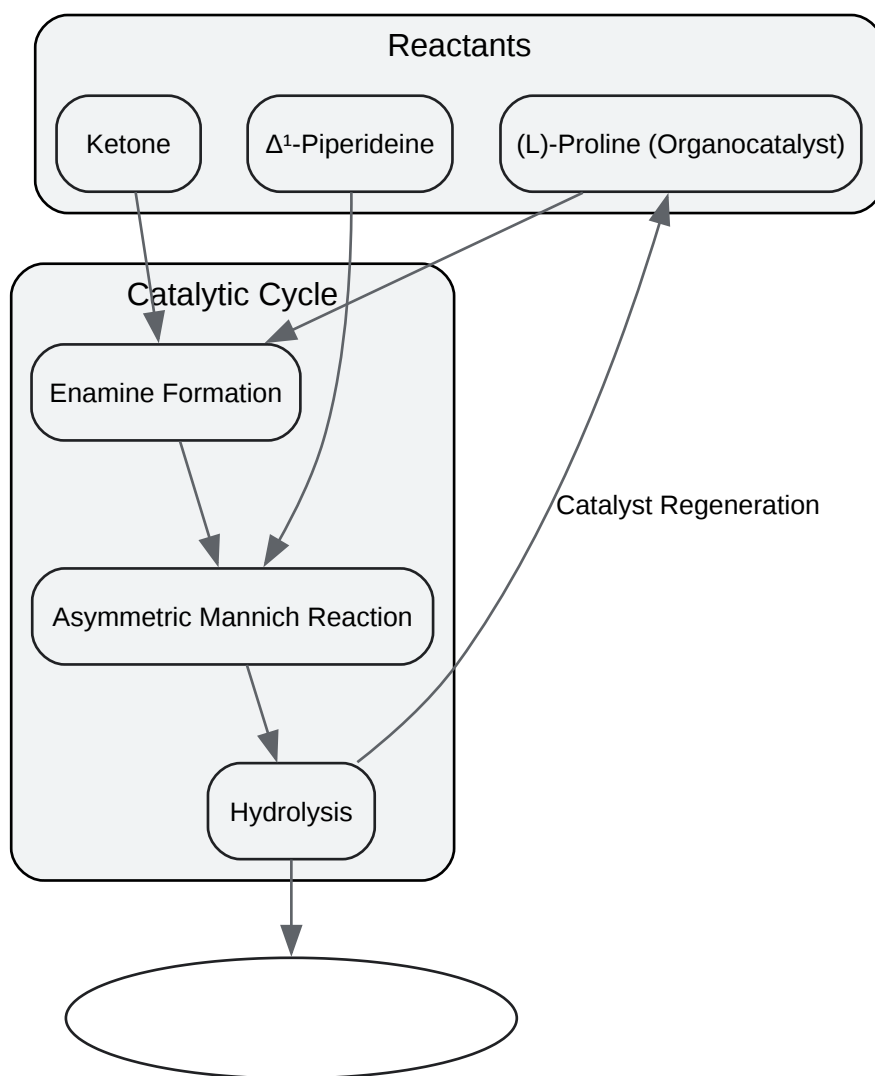 Reactants
Ketone
Δ¹-Piperideine
(L)-Proline (Organocatalyst)
Catalytic Cycle
Enamine Formation
Catalyst Regeneration
Asymmetric Mannich Reaction
Hydrolysis